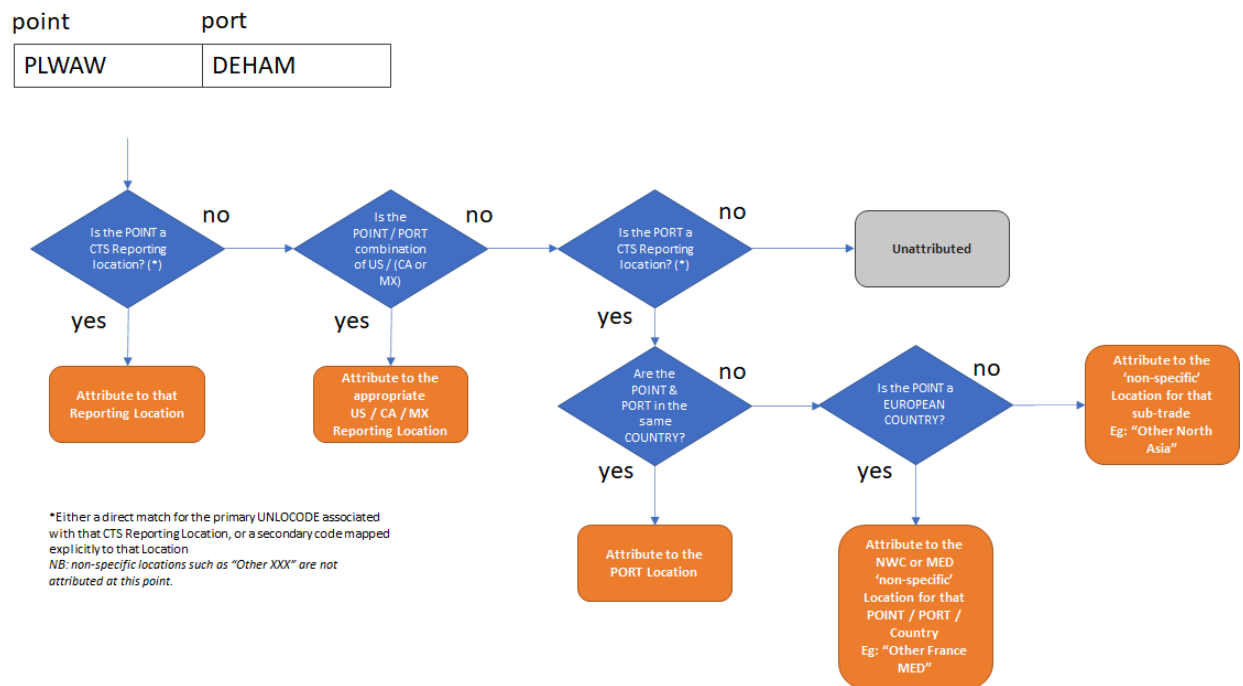 point
port
PLWAW
DEHAM
no
no
no
Is the POINT a
CTS Reporting
location? (*)
Is the
POINT / PORT
combination
of US / (CA or
MX)
Is the PORT a
CTS Reporting
location? (*)
Unattributed
yes
yes
yes
Attribute to that
Reporting Location
Attribute to the
appropriate
US / CA / MX
Reporting Location
Are the
POINT &
PORT in the
same
COUNTRY?
no
Is the POINT a
EUROPEAN
COUNTRY?
no
Attribute to the
‘non-specific’
Location for that
sub-trade
Eg: “Other North
Asia”
yes
yes
*Either a direct match for the primary UNLOCODE associated
with that CTS Reporting Location, or a secondary code mapped
explicitly to that Location
NB: non-specific locations such as “Other XXX” are not
attributed at this point.
Attribute to the
PORT Location
Attribute to the
NWC or MED
‘non-specific’
Location for that
POINT / PORT /
Country
Eg: “Other France
MED”